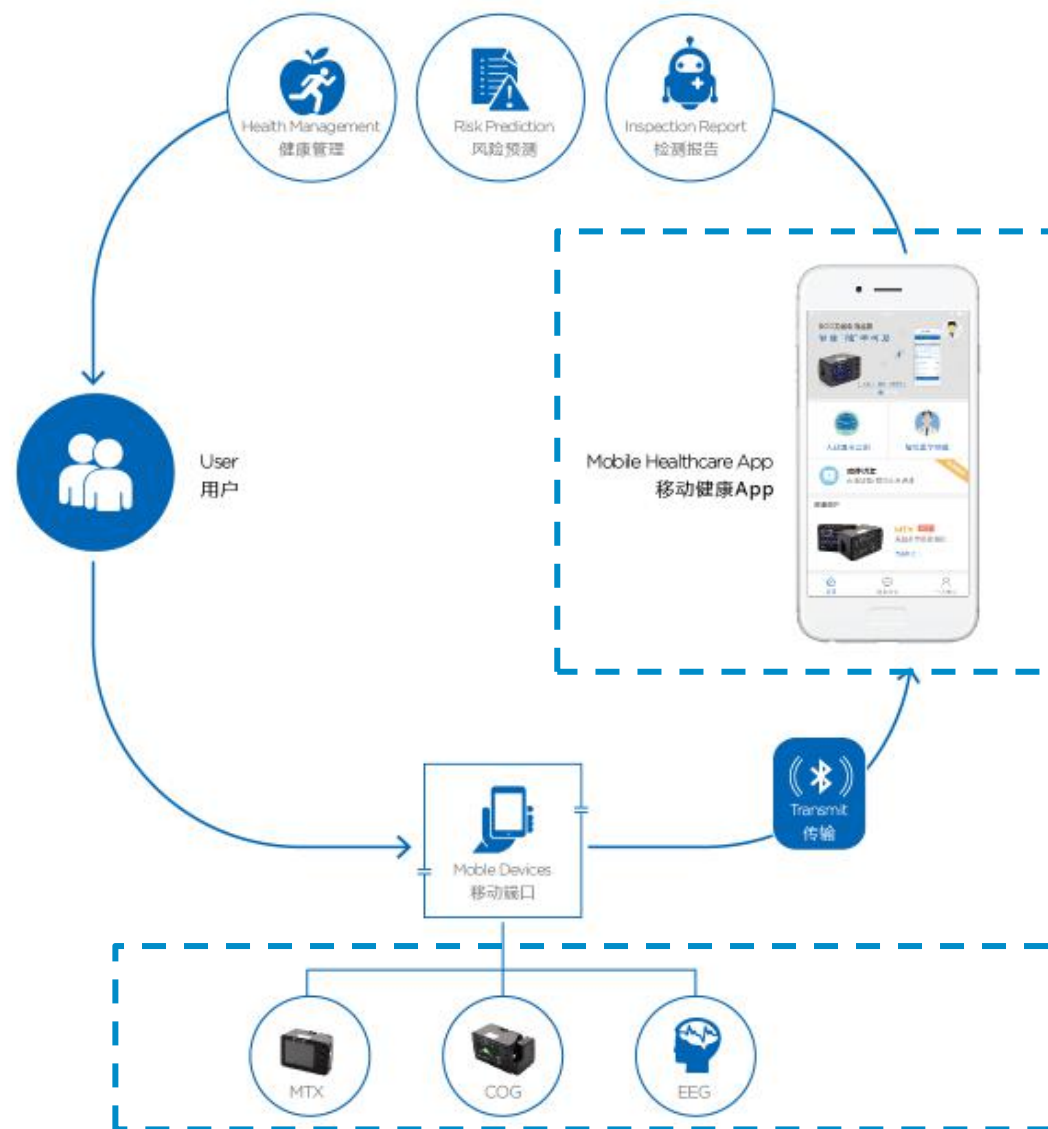 Health Management
健康管理
Risk Prediction
风险预测
Inspection Report
检测报告
User
用户
Mobile Healthcare App
移动健康App
MTX
Transmit
传输
Moble Devices
移动端口
MTX
COG
EEG